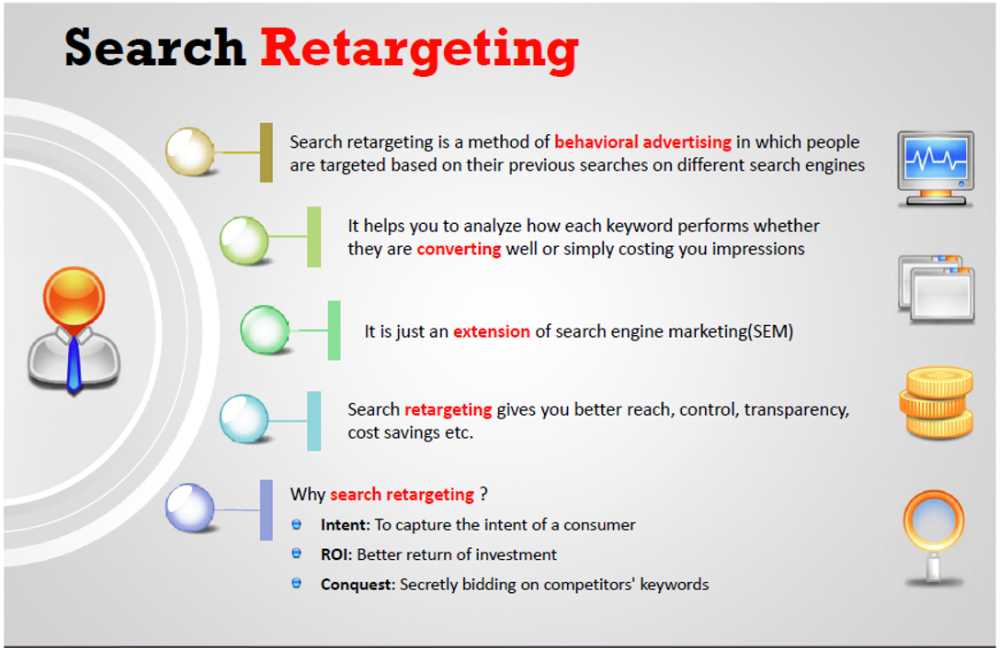 Search Retargeting
Search retargeting is a method of behavioral advertising in which people
are targeted based on their previous searches on different search engines
It helps you to analyze how each keyword performs whether
they are converting well or simply costing you impressions
It is just an extension of search engine marketing(SEM)
Search retargeting gives you better reach, control, transparency,
cost savings etc.
Why search retargeting ?
Intent: To capture the intent of a consumer
ROI: Better return of investment
Conquest: Secretly bidding on competitors' keywords